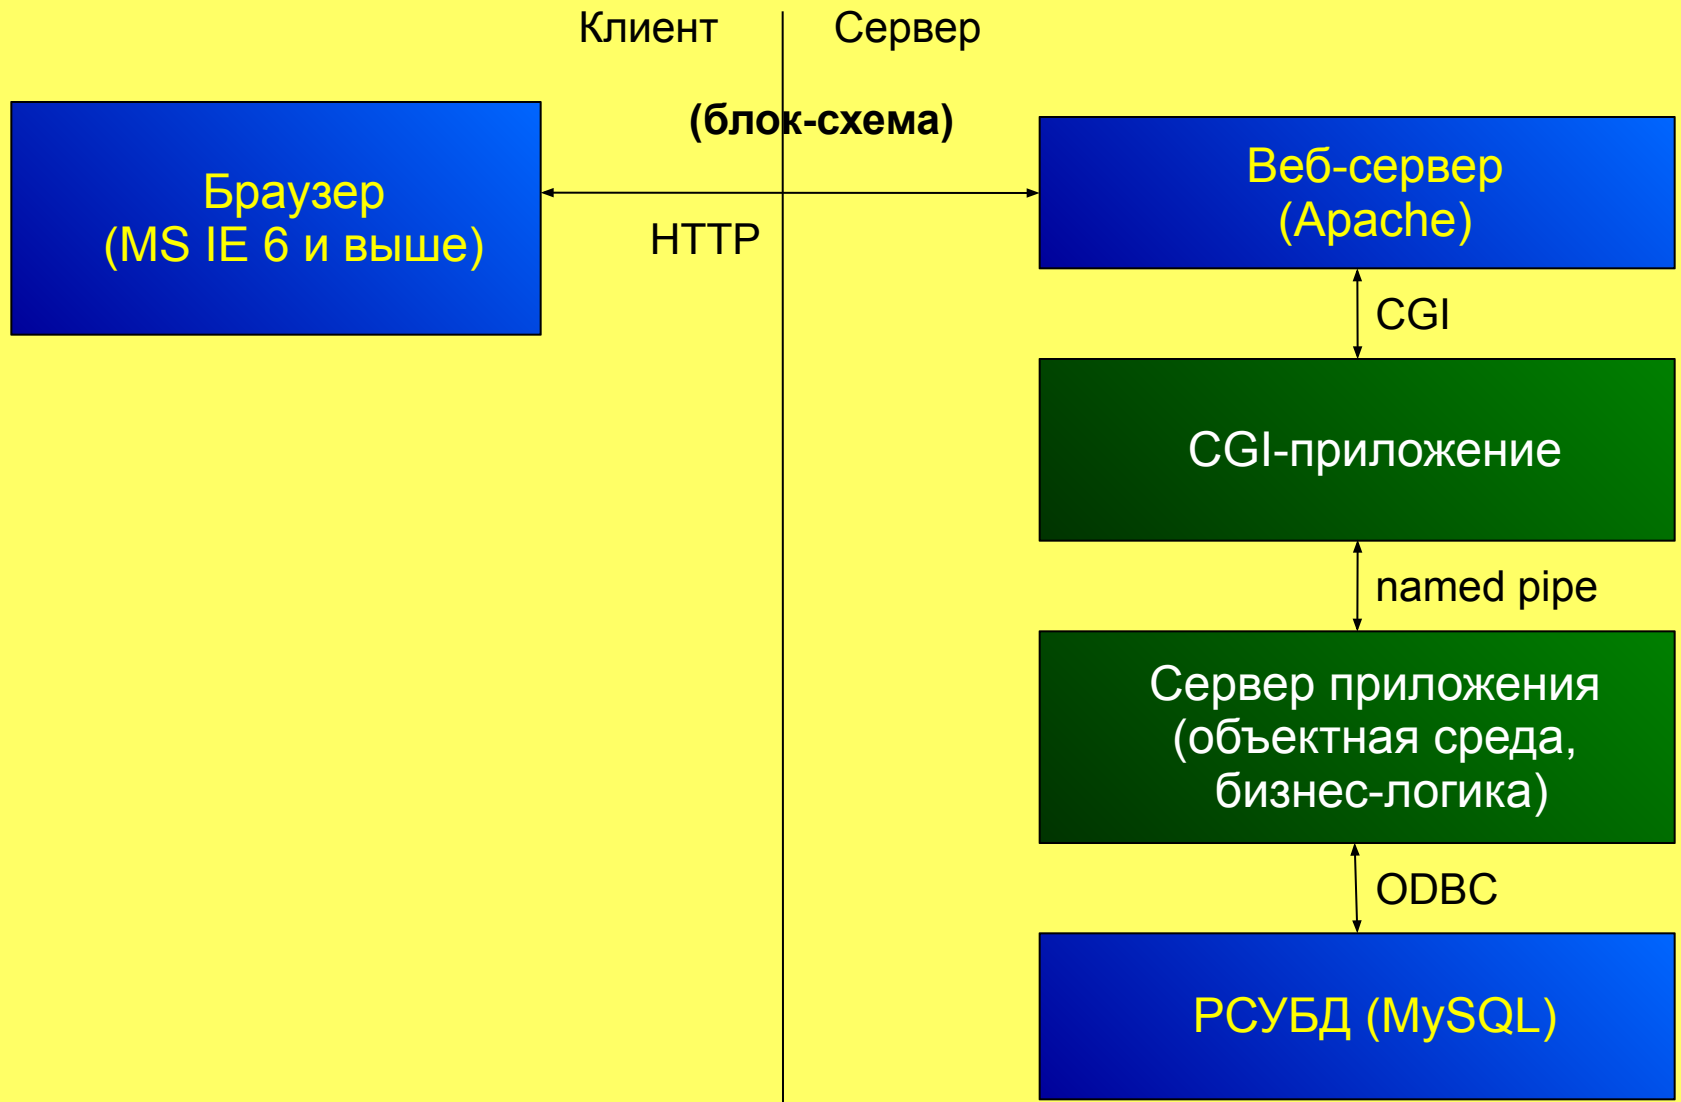 Клиент
Сервер
(блок-схема)
Браузер
(MS IE 6 и выше)
HTTP
Веб-сервер
(Apache)
CGI
CGI-приложение
named pipe
Сервер приложения
(объектная среда,
бизнес-логика)
ODBC
РСУБД (MySQL)